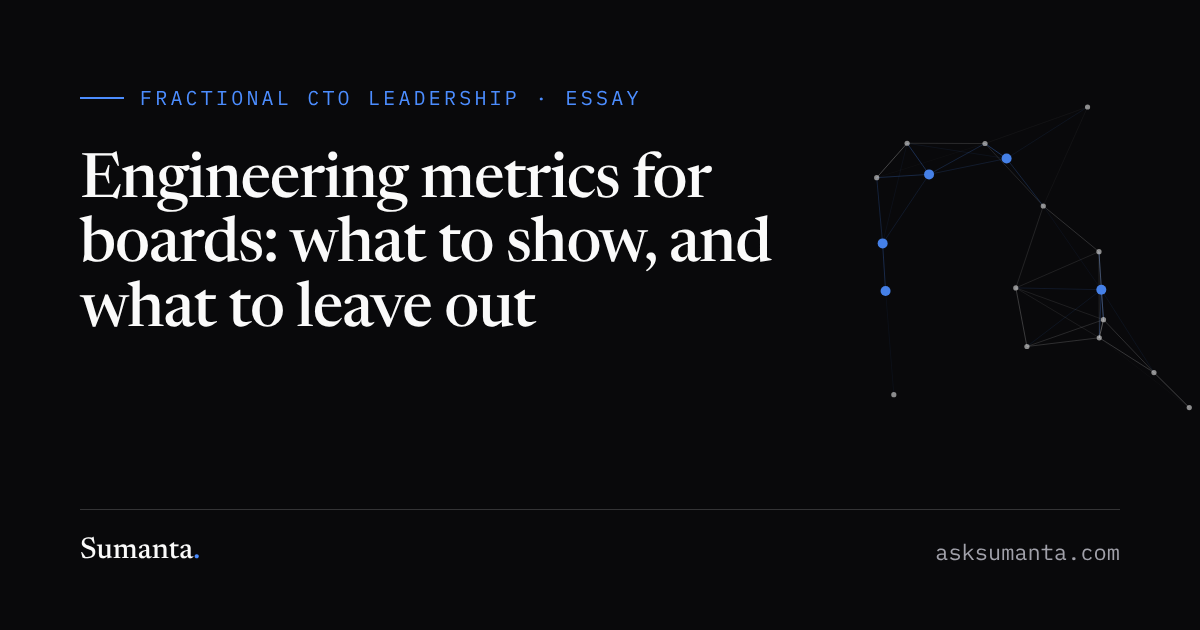 FRACTIONAL CTO LEADERSHIP · ESSAY
Engineering metrics for
boards: what to show, and
what to leave out
Sumanta.
asksumanta.com